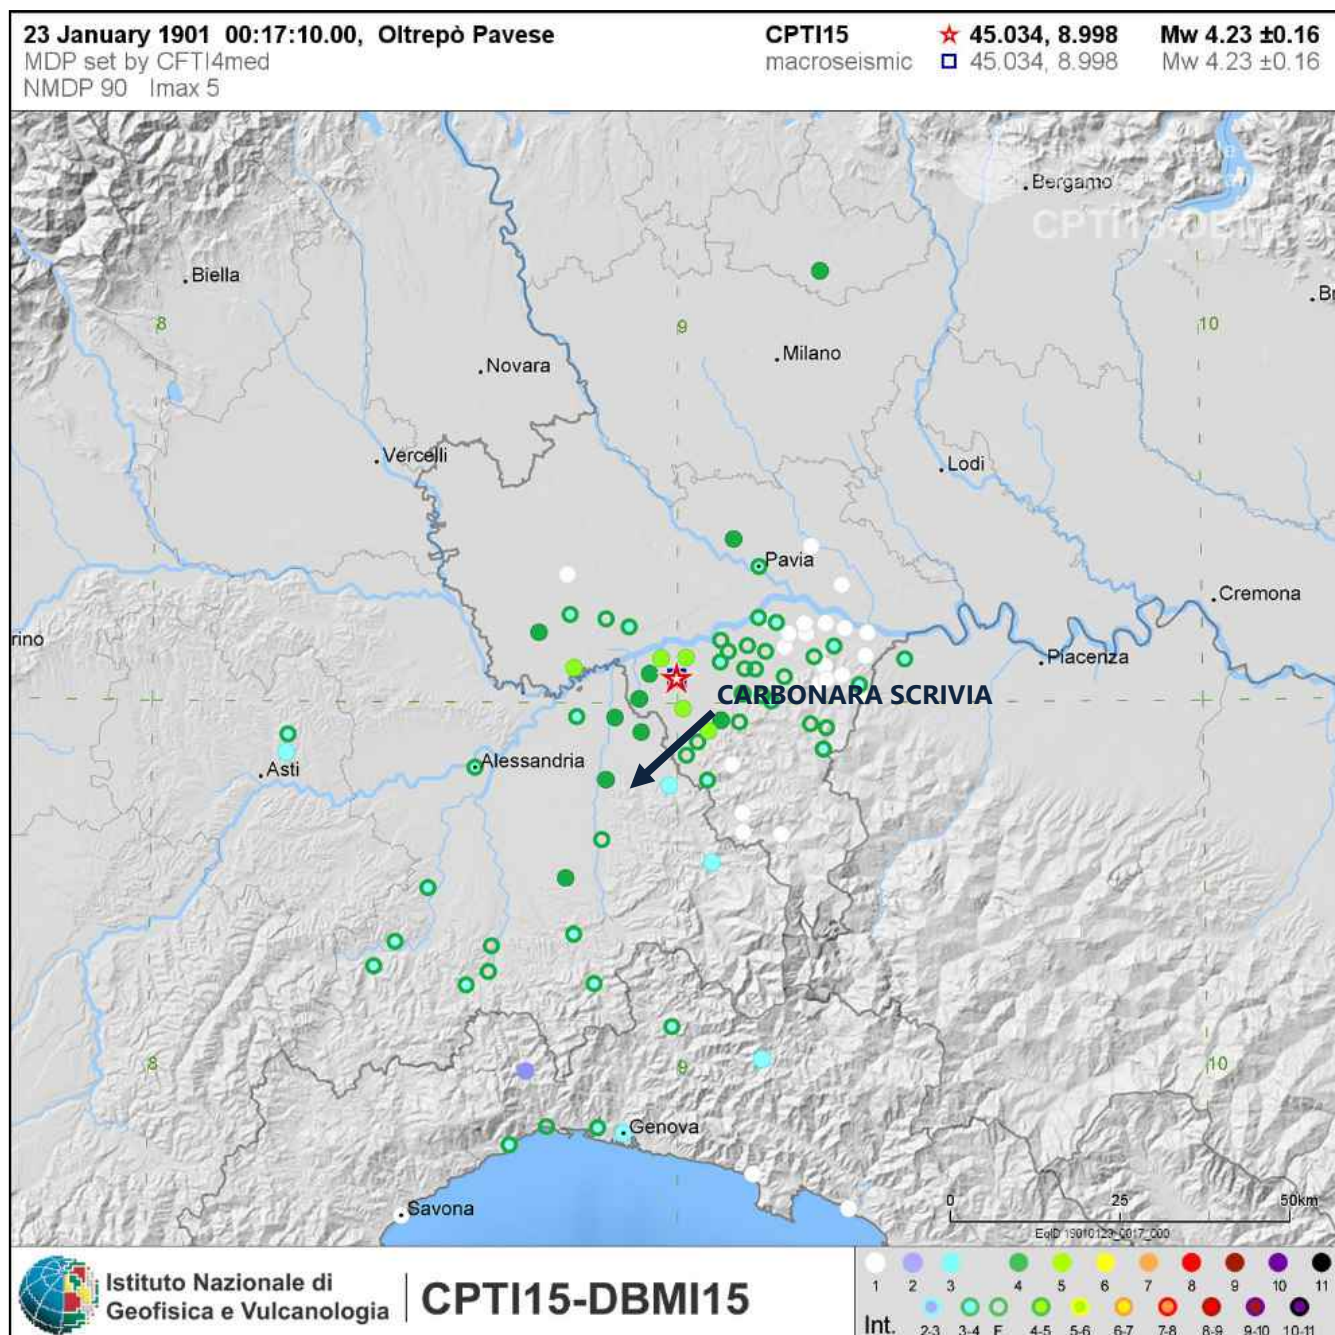 23 January 1901 00:17:10.00, Oltrepò Pavese CPTI15 45.034, 8.998 Mw 4.23 ±0.16
MDP set by CFTI4med macroseismic 45.034, 8.998 Mw 4.23 ±0.16
NMDP 90 Imax 5
Bergamo
CPTI15-DBMI
Biella
Br
8 9 10
Milano
Novara
Vercelli
Lodi
Pavia
Cremona
rino
Piacenza
CARBONARA SCRIVIA
Alessandria
Asti
8 9 10
Genova
Savona
0 25 50km
EqID 19010123_0017_000
Istituto Nazionale di
Geofisica e Vulcanologia
CPTI15-DBMI15
1 2 3 4 5 6 7 8 9 10 11
Int. 2-3 3-4 F 4-5 5-6 6-7 7-8 8-9 9-10 10-11